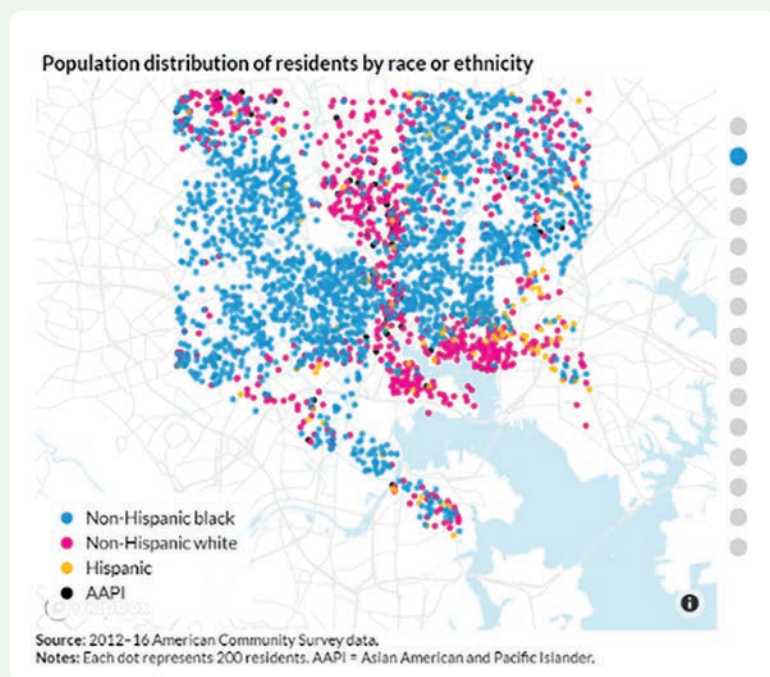 Population distribution of residents by race or ethnicity
Non-Hispanic black
Non-Hispanic white
Hispanic
AAPI
i
Source: 2012–16 American Community Survey data.
Notes: Each dot represents 200 residents. AAPI = Asian American and Pacific Islander.